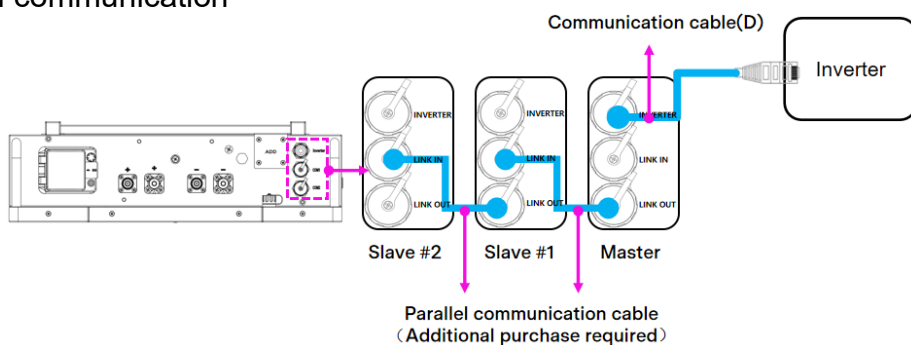 communication
Communication cable(D)
Inverter
INVERTER
INVERTER
INVERTER
ADD
LINK IN
LINK IN
LINK IN
LINK OUT
LINK OUT
LINK OUT
Slave #2
Slave #1
Master
Parallel communication cable
（Additional purchase required）